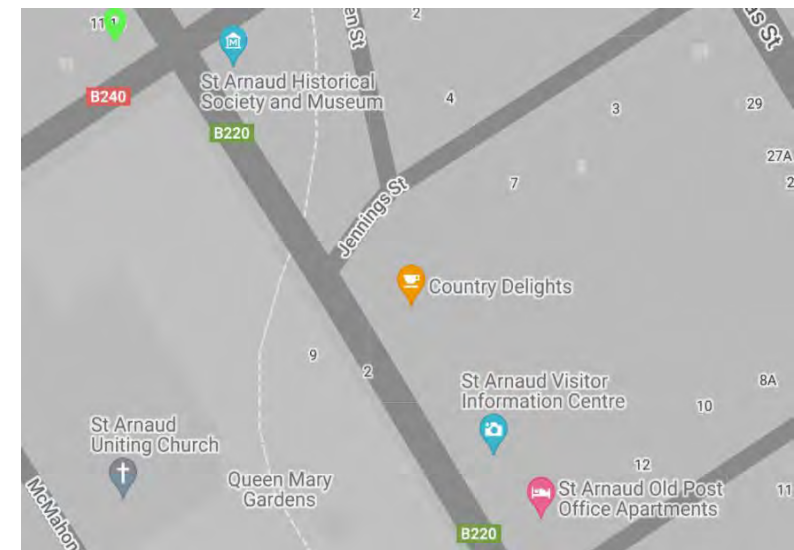 2
St Arnaud Historical
Society and Museum
B240
B220
4
3
29
27A
2
7
Jennings St
Country Delights
9
2
St Arnaud Visitor
Information Centre
8A
10
St Arnaud
Uniting Church
12
Queen Mary
Gardens
St Arnaud Old Post
Office Apartments
11
McMahon
B220